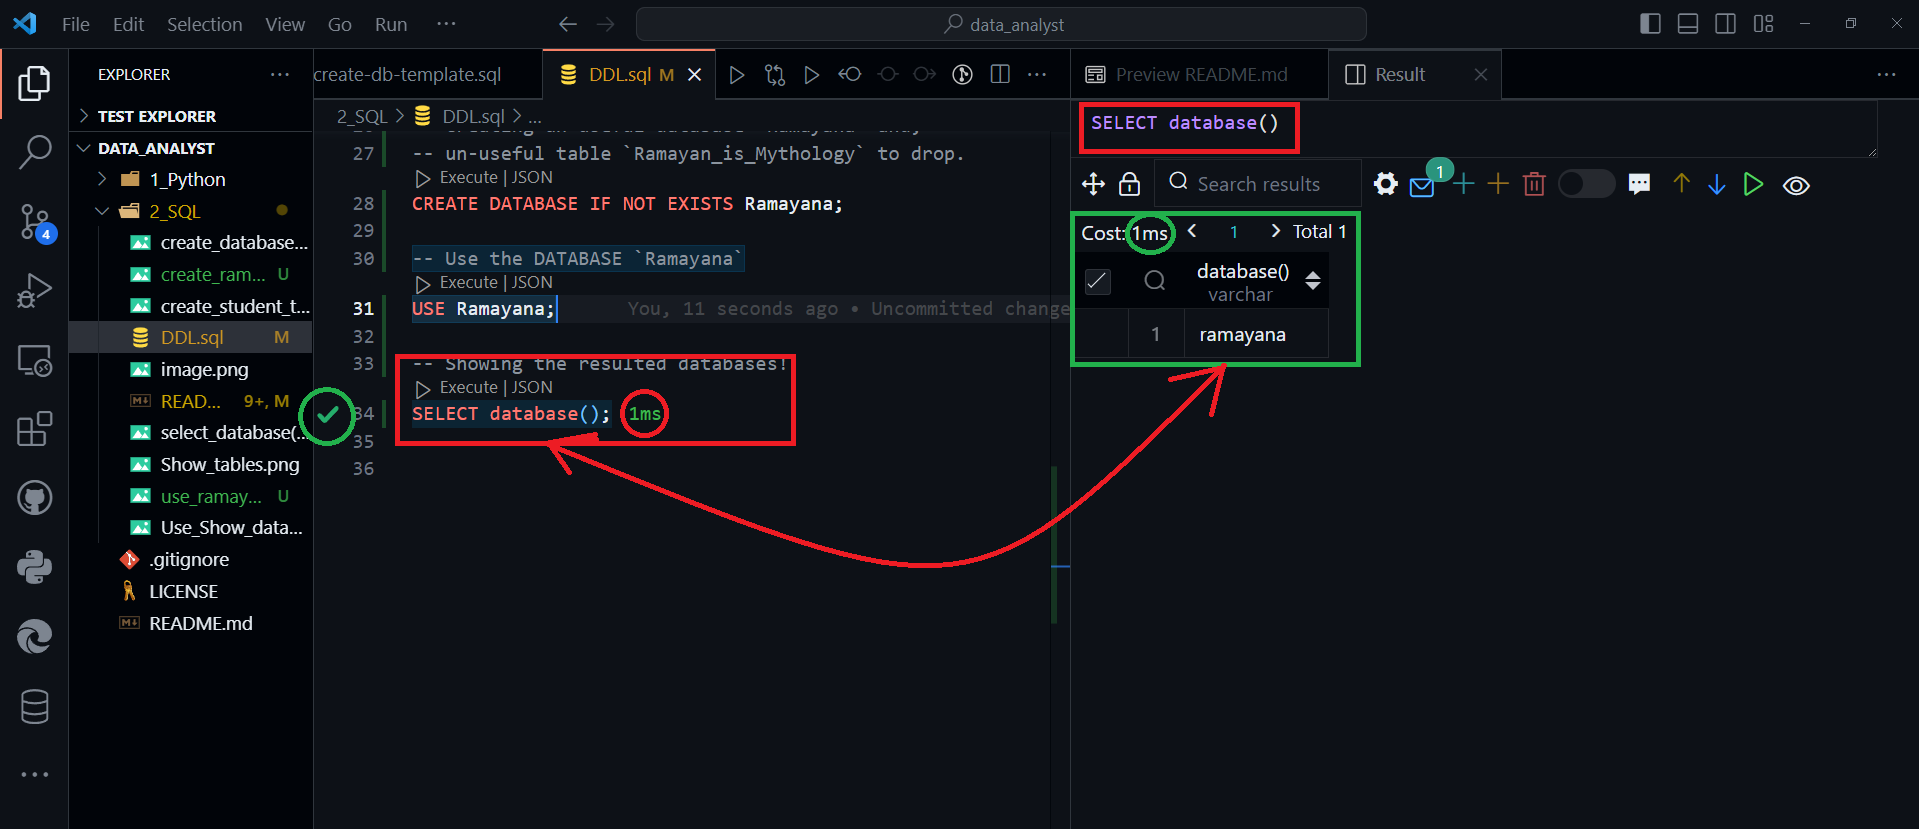 File Edit Selection View Go Run ···
data_analyst
EXPLORER ···
TEST EXPLORER
DATA_ANALYST
1_Python
2_SQL
create_database...
create_ram... U
create_student_t...
DDL.sql M
image.png
READ... 9+, M
select_database(...
Show_tables.png
use_ramay... U
Use_Show_data...
.gitignore
LICENSE
README.md
4
create-db-template.sql
DDL.sql M
2_SQL > DDL.sql > ...
27 -- un-useful table `Ramayan_is_Mythology` to drop.
Execute | JSON
28 CREATE DATABASE IF NOT EXISTS Ramayana;
29
30 -- Use the DATABASE `Ramayana`
Execute | JSON
31 USE Ramayana; You, 11 seconds ago • Uncommitted change
32
33 -- Showing the resulted databases!
Execute | JSON
34 SELECT database(); 1ms
35
36
Preview README.md
Result
SELECT database()
Search results
1
Cost: 1ms < 1 > Total 1
database()
varchar
1 ramayana